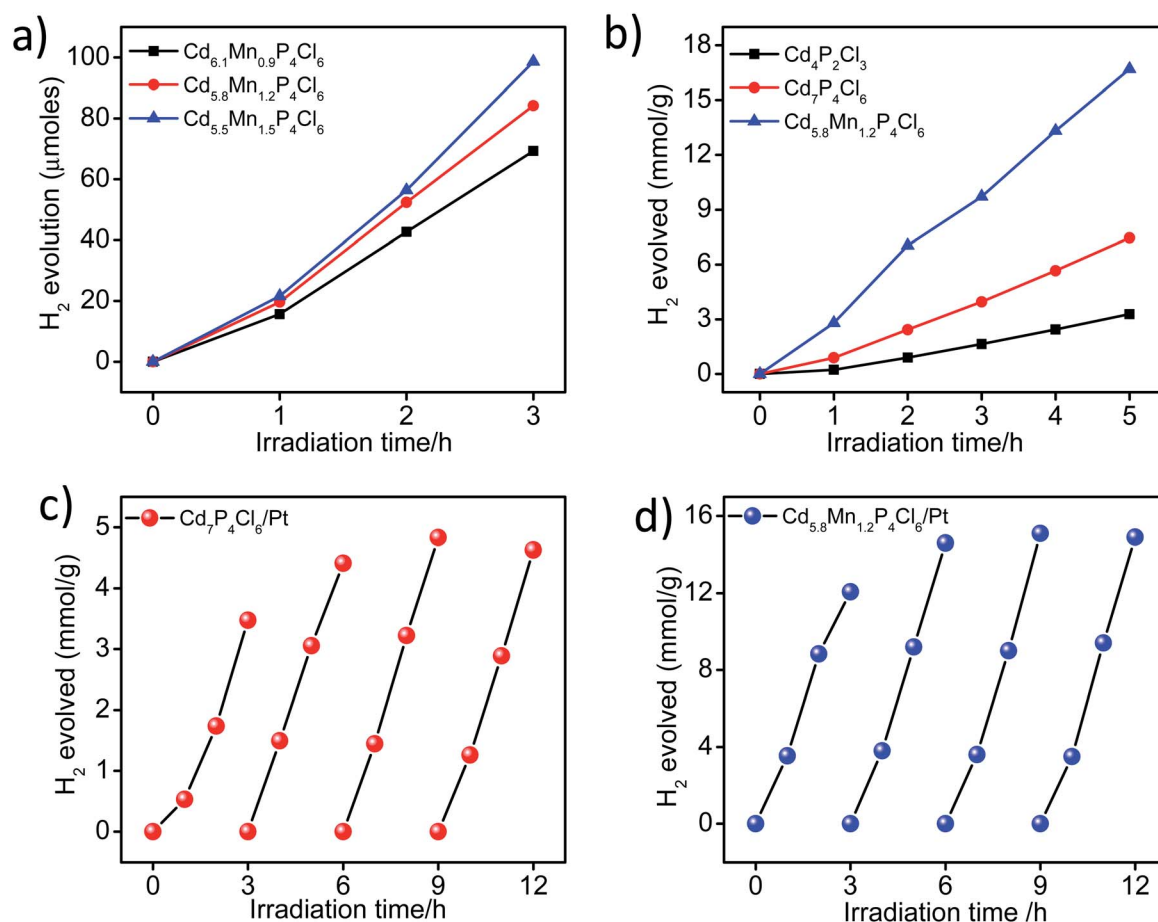 a)
Cd6.1Mn0.9P4Cl6
Cd5.8Mn1.2P4Cl6
Cd5.5Mn1.5P4Cl6
H2 evolution (μmoles)
100
80
60
40
20
0
0 1 2 3
Irradiation time/h
b)
Cd4P2Cl3
Cd7P4Cl6
Cd5.8Mn1.2P4Cl6
H2 evolved (mmol/g)
18
15
12
9
6
3
0
0 1 2 3 4 5
Irradiation time/h
c)
Cd7P4Cl6/Pt
H2 evolved (mmol/g)
5
4
3
2
1
0
0 3 6 9 12
Irradiation time/h
d)
Cd5.8Mn1.2P4Cl6/Pt
H2 evolved (mmol/g)
16
12
8
4
0
0 3 6 9 12
Irradiation time /h